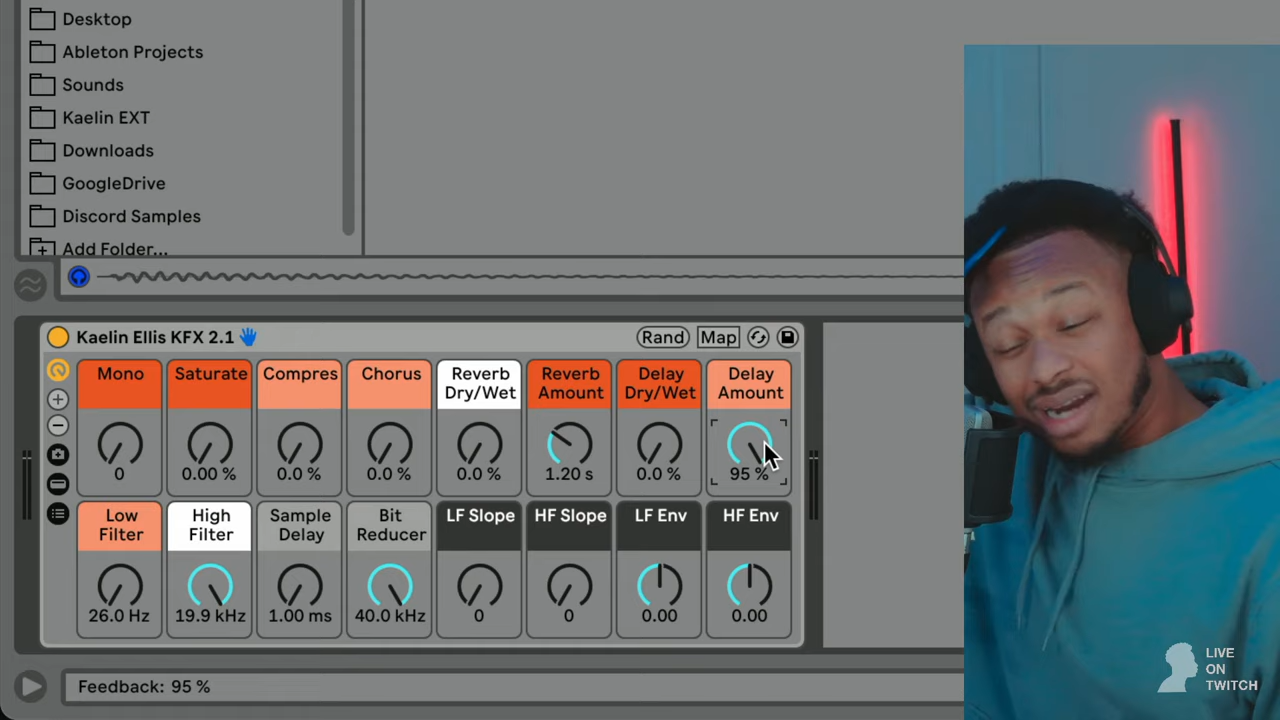 Desktop
Ableton Projects
Sounds
Kaelin EXT
Downloads
GoogleDrive
Discord Samples
Add Folder...
Kaelin Ellis KFX 2.1
Rand
Map
Mono
Saturate
Compres
Chorus
Reverb
Dry/Wet
Reverb
Amount
Delay
Dry/Wet
Delay
Amount
0
0.00 %
0.0 %
0.0 %
0.0 %
1.20 s
0.0 %
95 %
Low
Filter
High
Filter
Sample
Delay
Bit
Reducer
LF Slope
HF Slope
LF Env
HF Env
26.0 Hz
19.9 kHz
1.00 ms
40.0 kHz
0
0
0.00
0.00
Feedback: 95 %
LIVE
ON
TWITCH